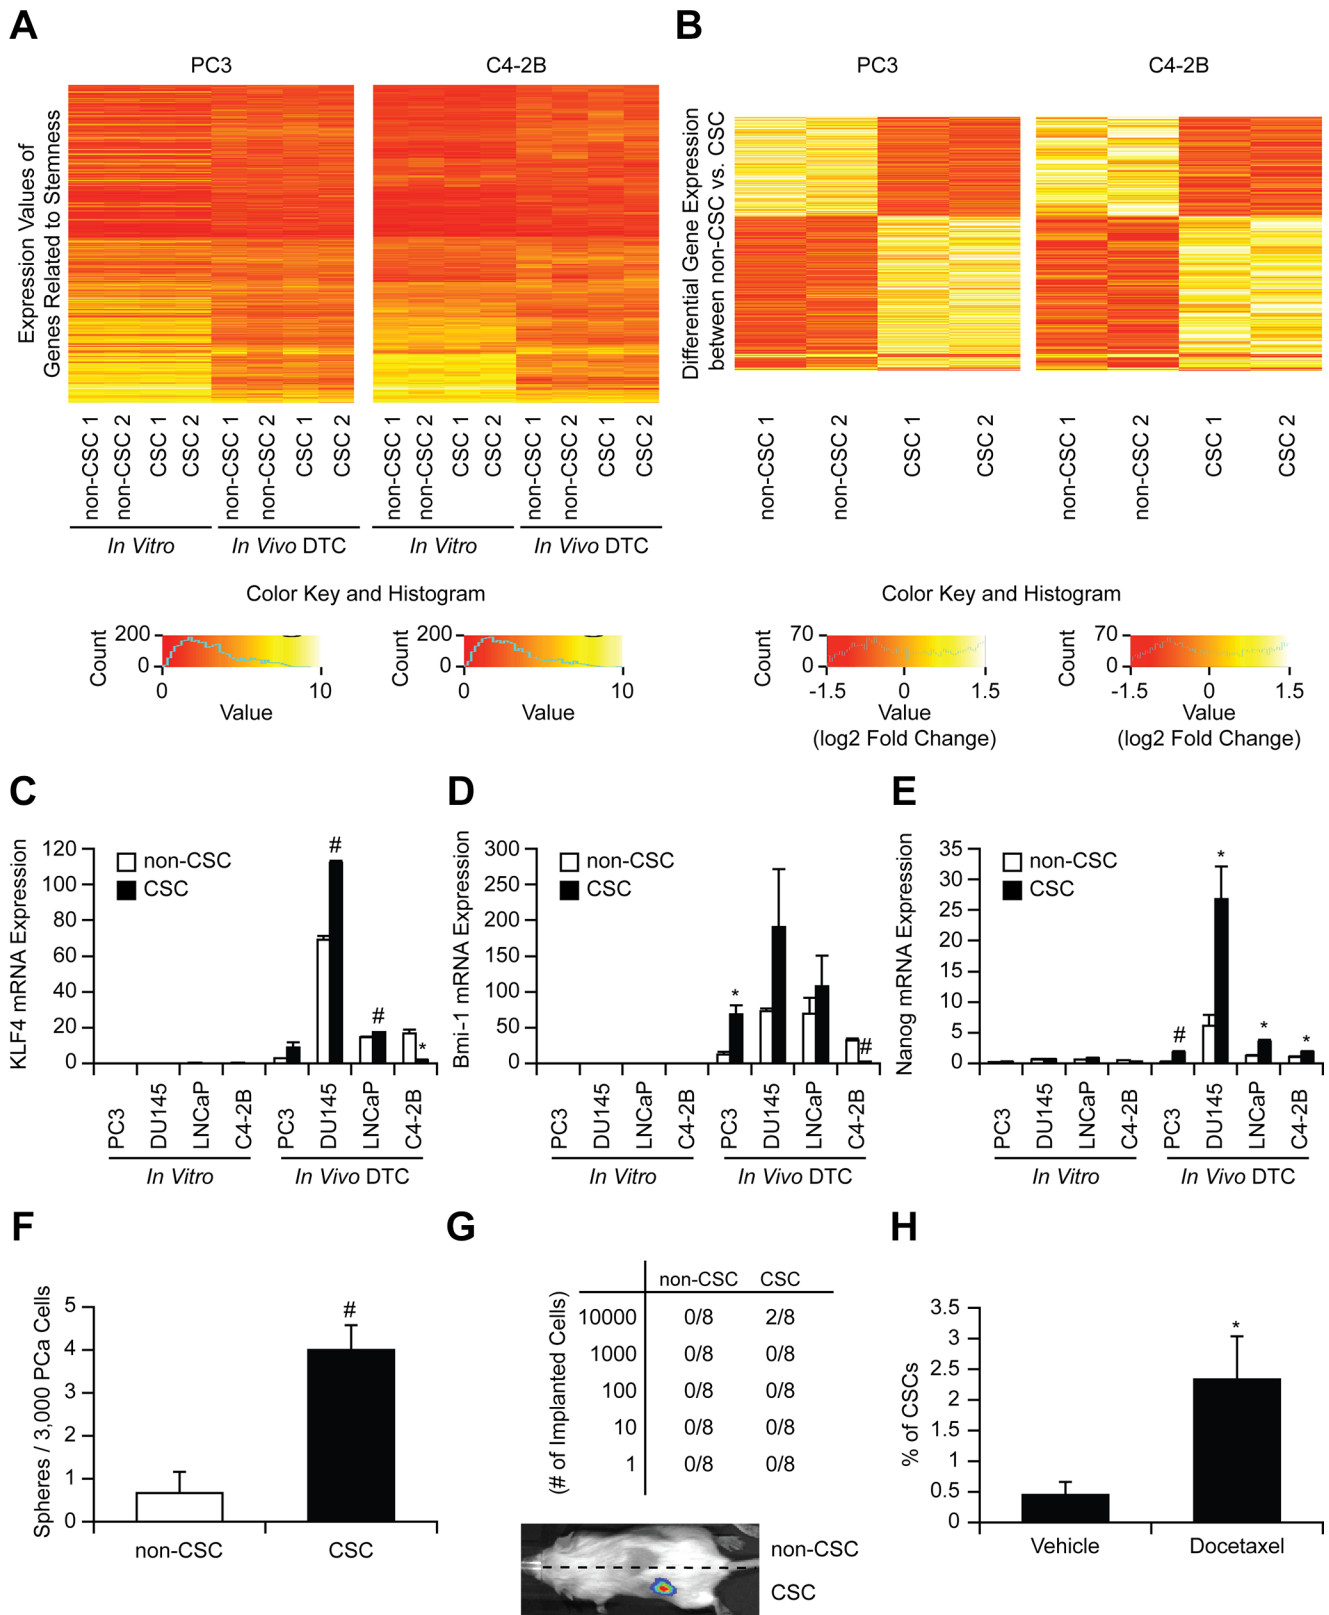 A
PC3
C4-2B
Expression Values of
Genes Related to Stemness
non-CSC 1
non-CSC 2
CSC 1
CSC 2
non-CSC 1
non-CSC 2
CSC 1
CSC 2
non-CSC 1
non-CSC 2
CSC 1
CSC 2
non-CSC 1
non-CSC 2
CSC 1
CSC 2
In Vitro
In Vivo DTC
In Vitro
In Vivo DTC
Color Key and Histogram
Count
200
0
0
10
Value
Count
200
0
0
10
Value
B
PC3
C4-2B
Differential Gene Expression
between non-CSC vs. CSC
non-CSC 1
non-CSC 2
CSC 1
CSC 2
non-CSC 1
non-CSC 2
CSC 1
CSC 2
Color Key and Histogram
Count
70
0
-1.5
0
1.5
Value
(log2 Fold Change)
Count
70
0
-1.5
0
1.5
Value
(log2 Fold Change)
C
KLF4 mRNA Expression
120
100
80
60
40
20
0
non-CSC
CSC
#
#
*
PC3
DU145
LNCaP
C4-2B
PC3
DU145
LNCaP
C4-2B
In Vitro
In Vivo DTC
D
Bmi-1 mRNA Expression
300
250
200
150
100
50
0
non-CSC
CSC
*
#
PC3
DU145
LNCaP
C4-2B
PC3
DU145
LNCaP
C4-2B
In Vitro
In Vivo DTC
E
Nanog mRNA Expression
35
30
25
20
15
10
5
0
non-CSC
CSC
#
*
*
*
PC3
DU145
LNCaP
C4-2B
PC3
DU145
LNCaP
C4-2B
In Vitro
In Vivo DTC
F
Spheres / 3,000 PCa Cells
5
4
3
2
1
0
#
non-CSC
CSC
G
(# of Implanted Cells)
non-CSC CSC
10000 0/8 2/8
1000 0/8 0/8
100 0/8 0/8
10 0/8 0/8
1 0/8 0/8
non-CSC
CSC
H
% of CSCs
3.5
3
2.5
2
1.5
1
0.5
0
*
Vehicle
Docetaxel